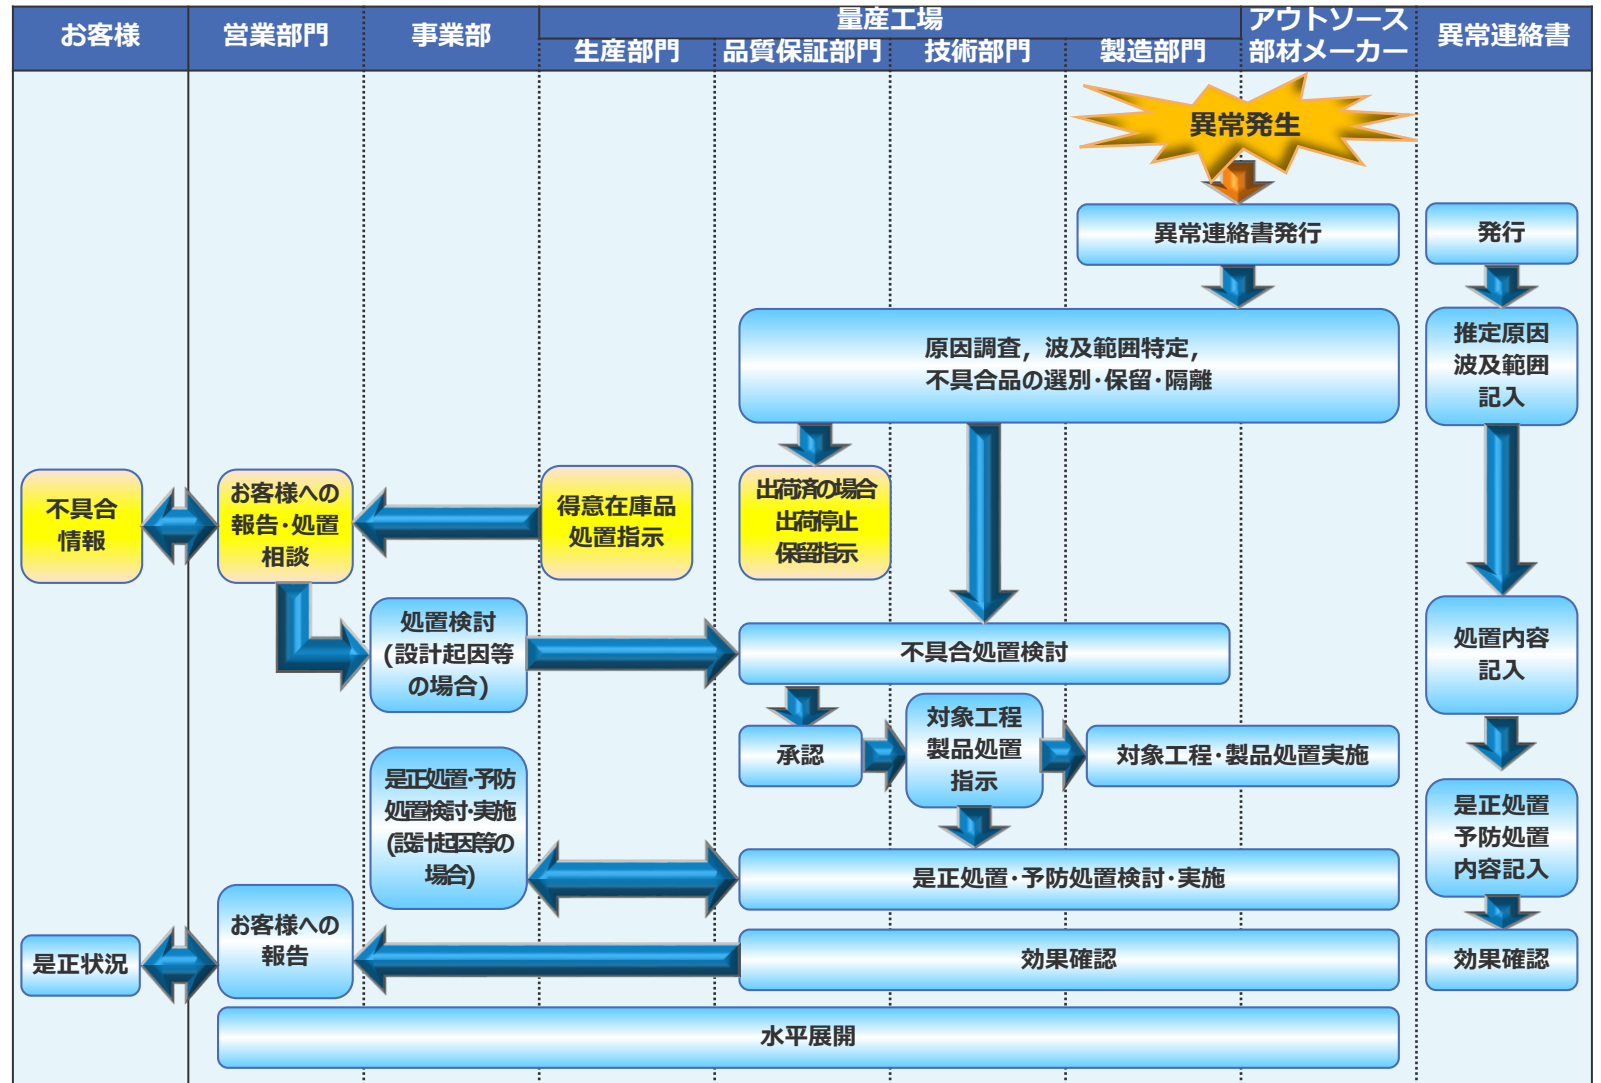 お客様
営業部門
事業部
量産工場
生産部門
品質保証部門
技術部門
製造部門
アウトソース
部材メーカー
異常連絡書
異常発生
異常連絡書発行
発行
原因調査，波及範囲特定，
不具合品の選別・保留・隔離
推定原因
波及範囲
記入
不具合
情報
お客様への
報告・処置
相談
得意在庫品
処置指示
出荷済の場合
出荷停止
保留指示
処置検討
(設計起因等
の場合)
不具合処置検討
処置内容
記入
承認
対象工程
製品処置
指示
対象工程・製品処置実施
是正処置・予防
処置検討・実施
(設計起因等の
場合)
是正処置・予防処置検討・実施
是正処置
予防処置
内容記入
是正状況
お客様への
報告
効果確認
効果確認
水平展開